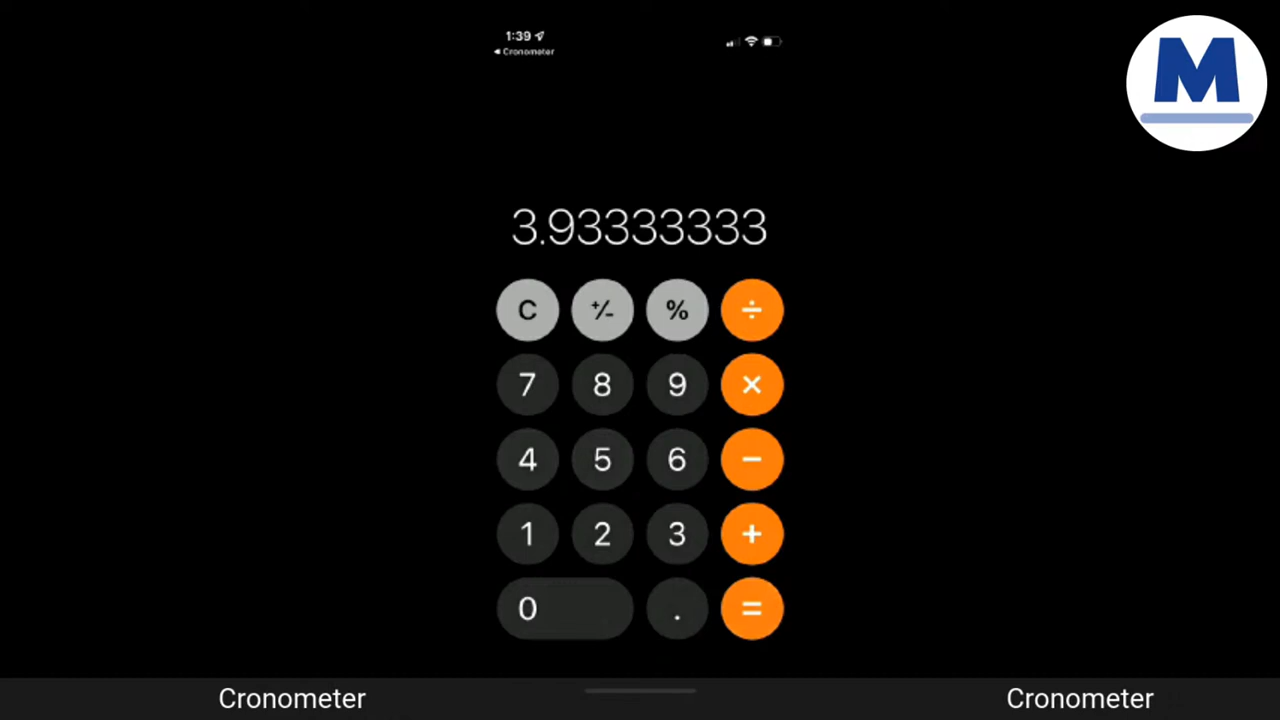 1:39
◀ Cronometer
M
3.93333333
C +/- % ÷
7 8 9 ×
4 5 6 −
1 2 3 +
0 . =
Cronometer Cronometer